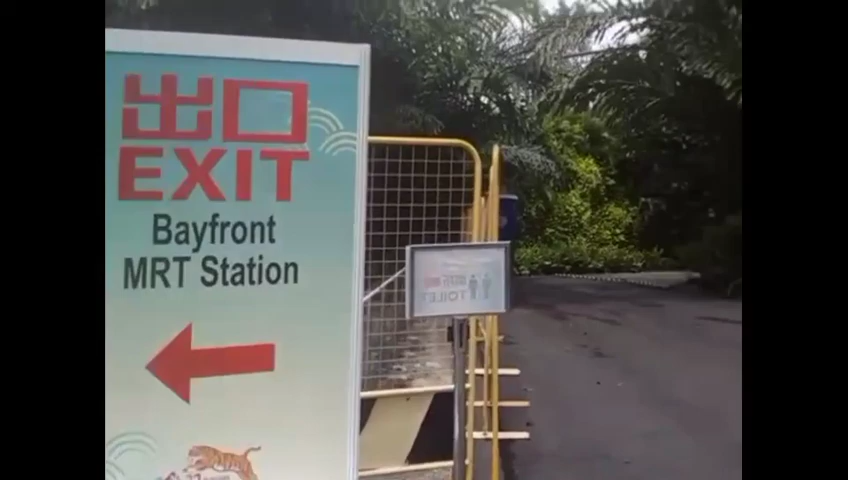 出口
EXIT
Bayfront
MRT Station
TOILET